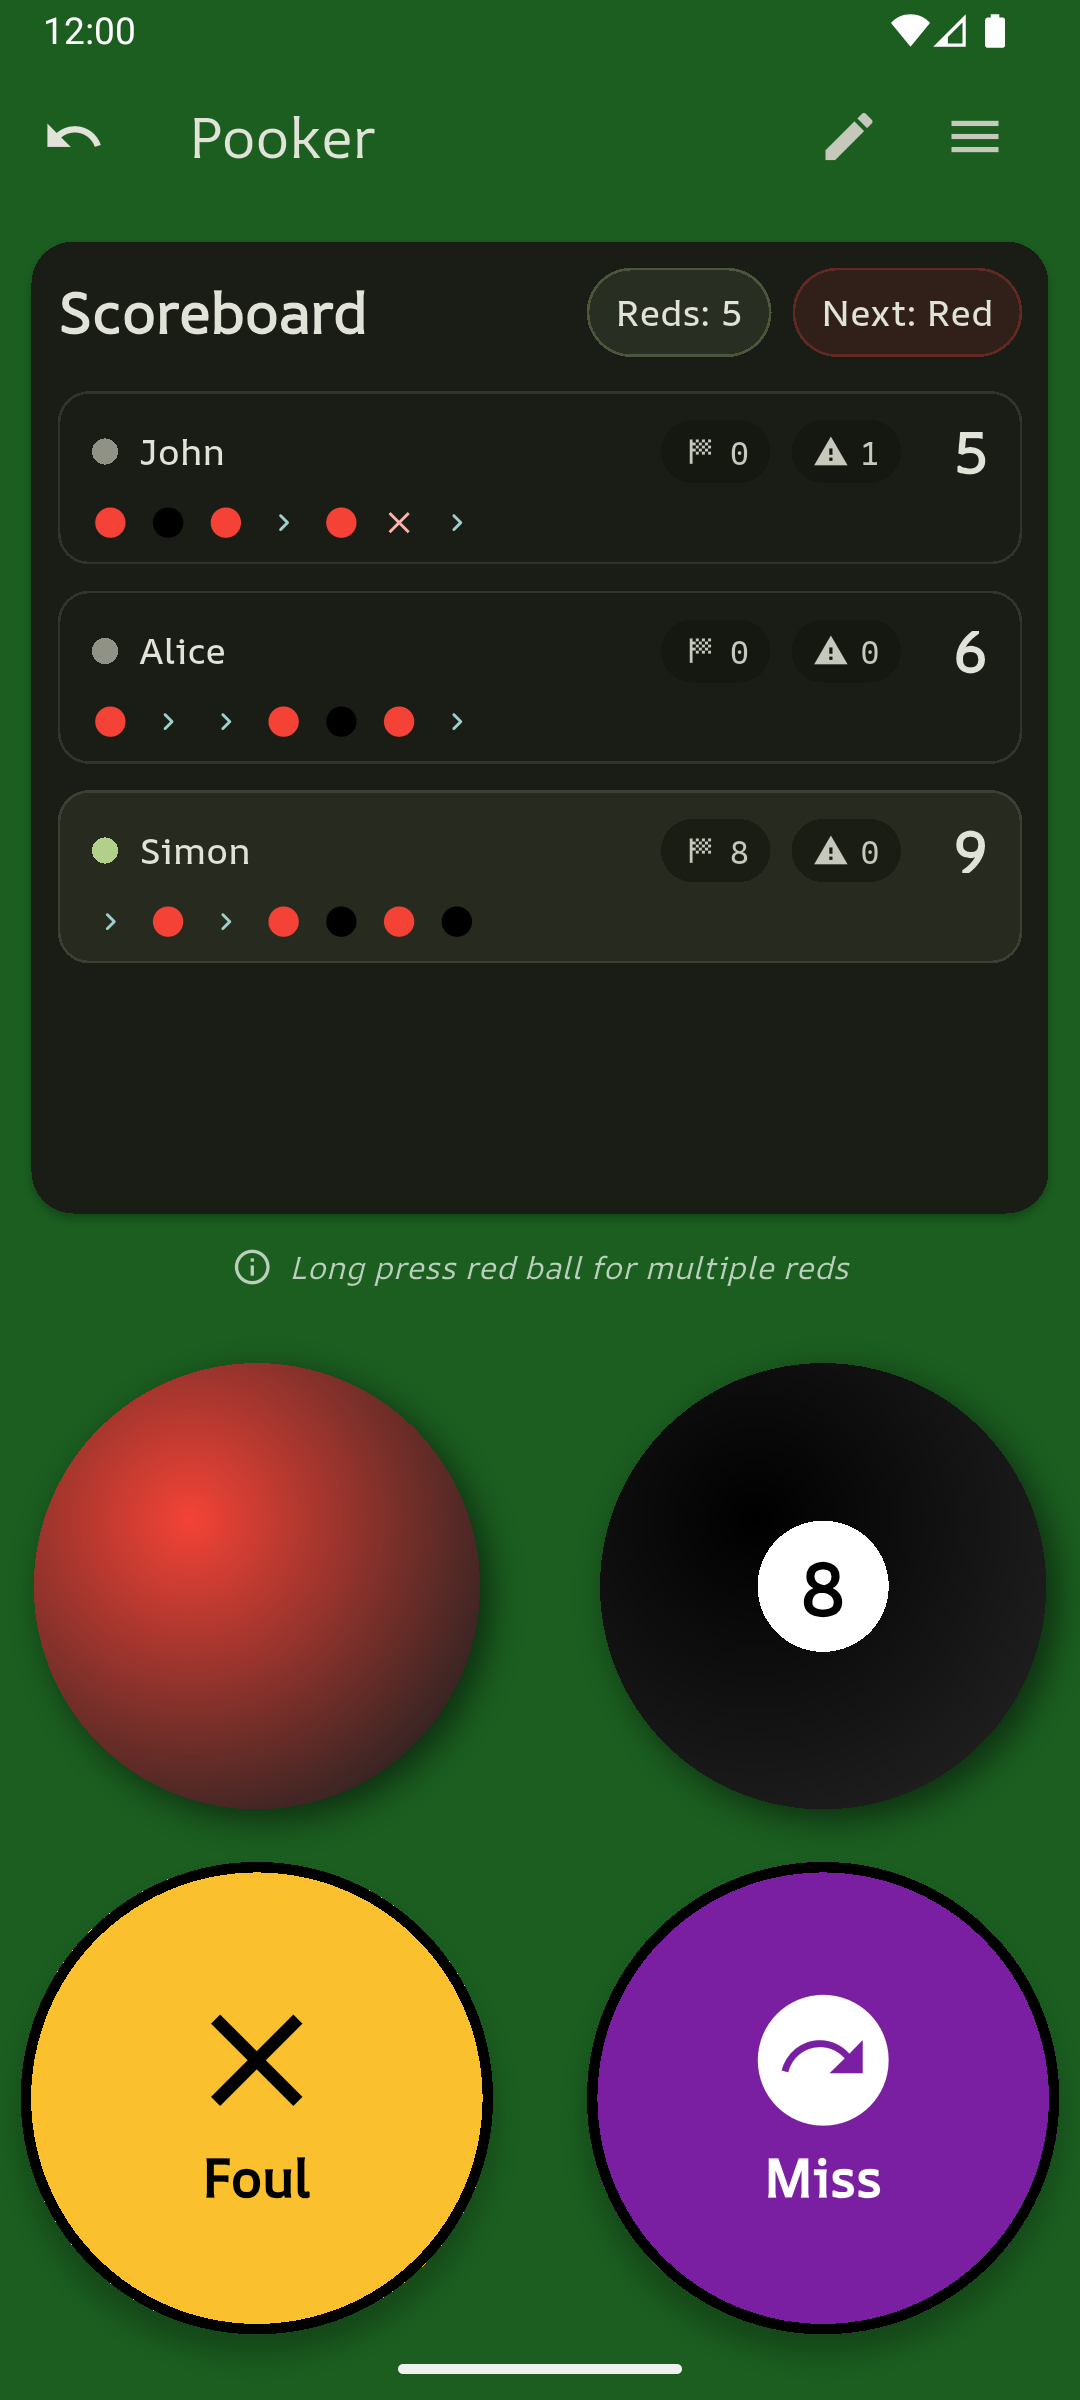 12:00
Pooker
Scoreboard Reds: 5 Next: Red
John 0 1 5
Alice 0 0 6
Simon 8 0 9
Long press red ball for multiple reds
8
Foul Miss